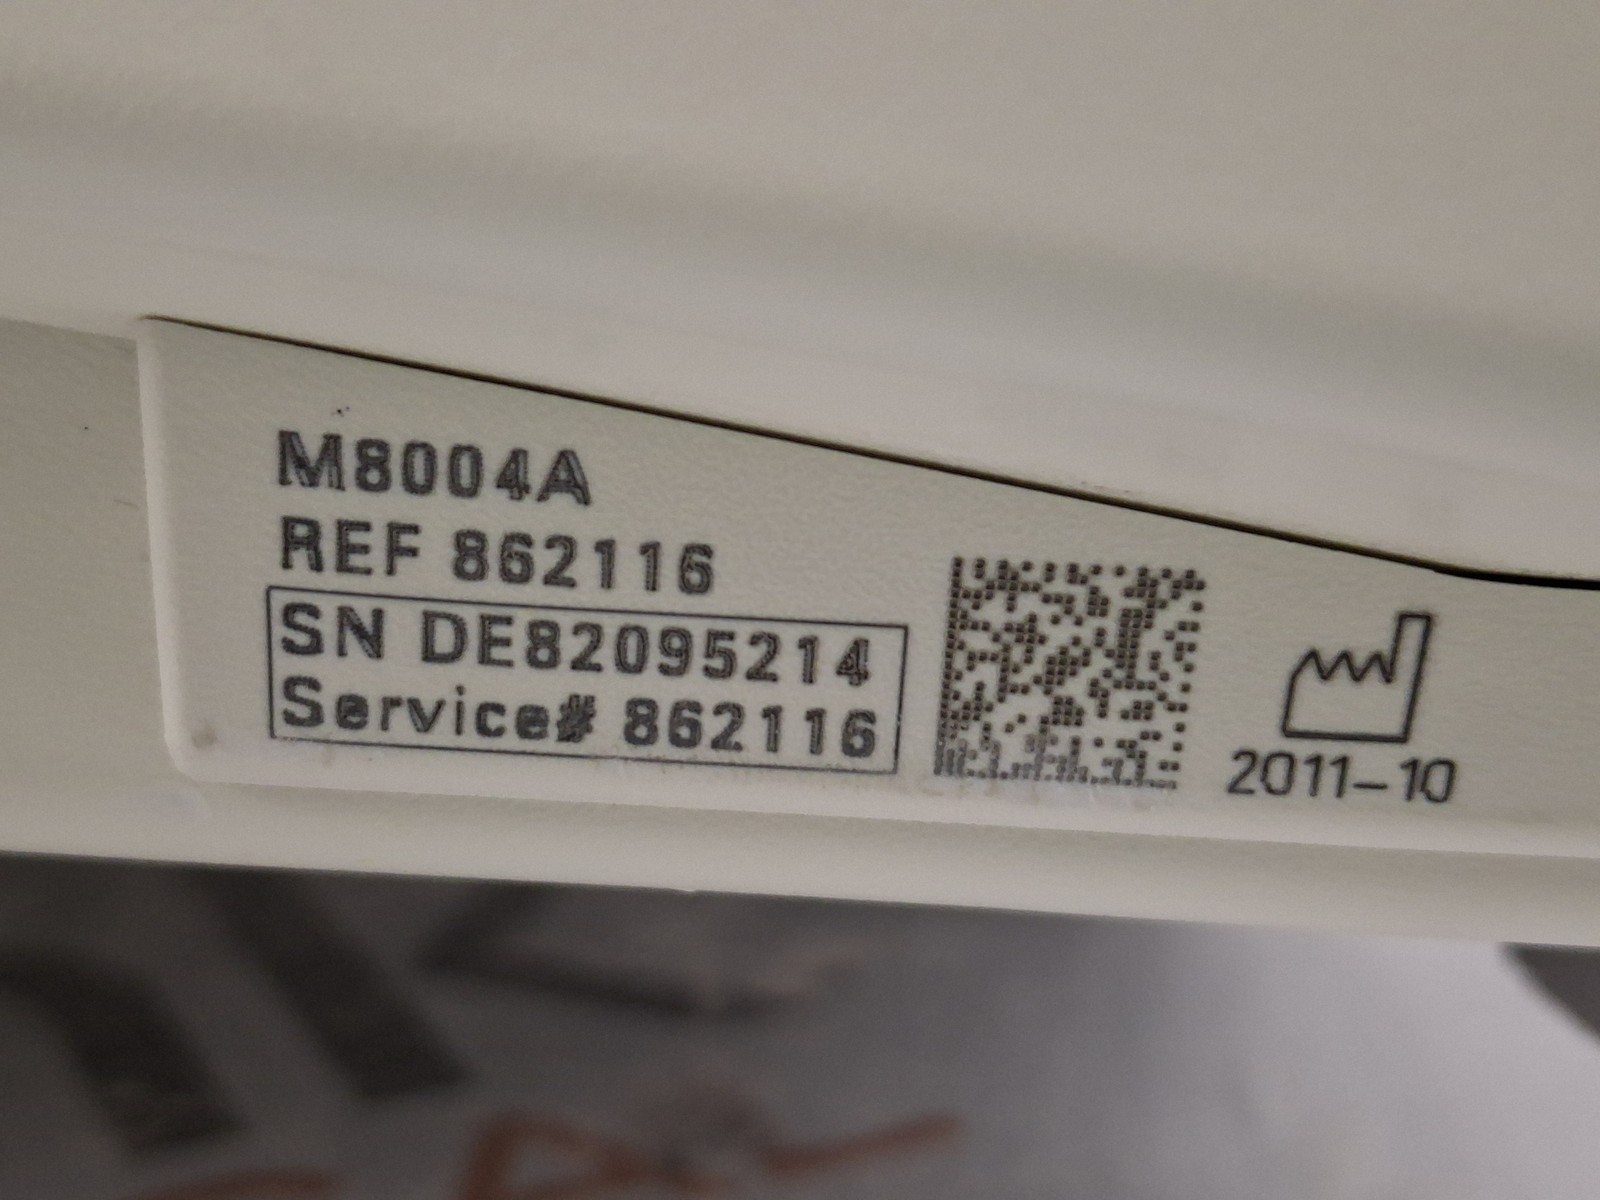 M8004A
REF 862116
SN DE82095214
Service# 862116
2011-10